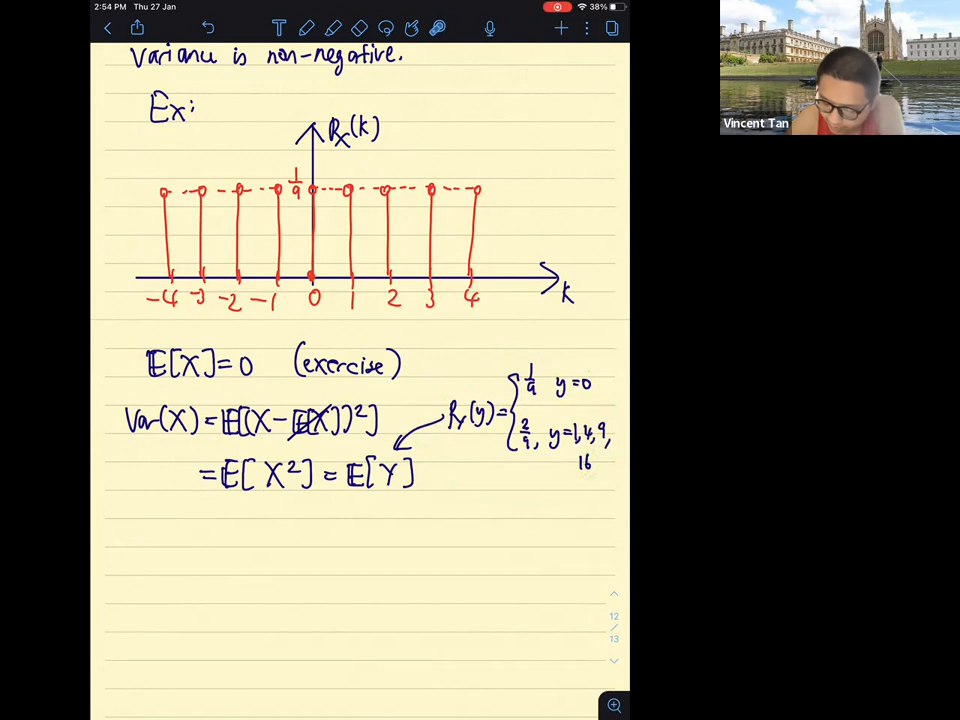 2:54 PM Thu 27 Jan
38%
Variance is non-negative.
Ex:
P_X(k)
1/9
-4 -3 -2 -1 0 1 2 3 4
k
E[X]=0 (exercise)
Var(X)=E[(X-E[X])²]
P_Y(y)= { 1/9 y=0
2/9, y=1,4,9,
16
=E[X²]=E[Y]
12
/
13
Vincent Tan